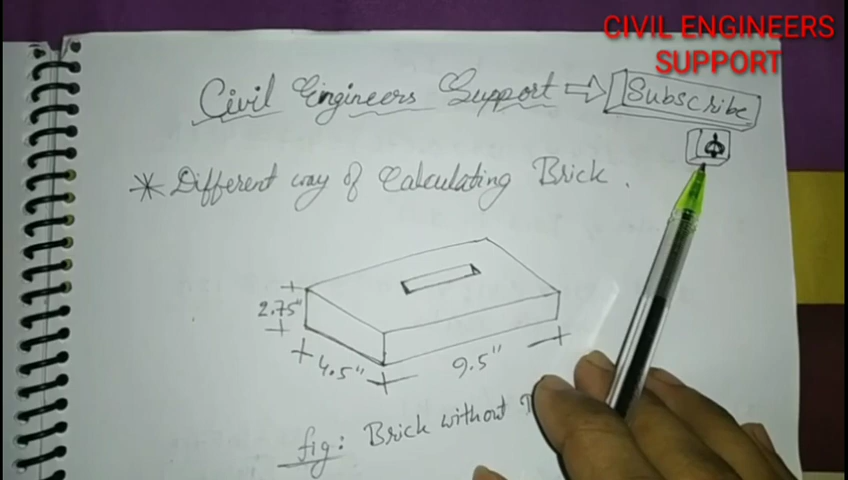 CIVIL ENGINEERS
SUPPORT
Civil Engineers Support ⇨ Subscribe
* Different way of Calculating Brick.
2.75"
4.5"
9.5"
fig: Brick without